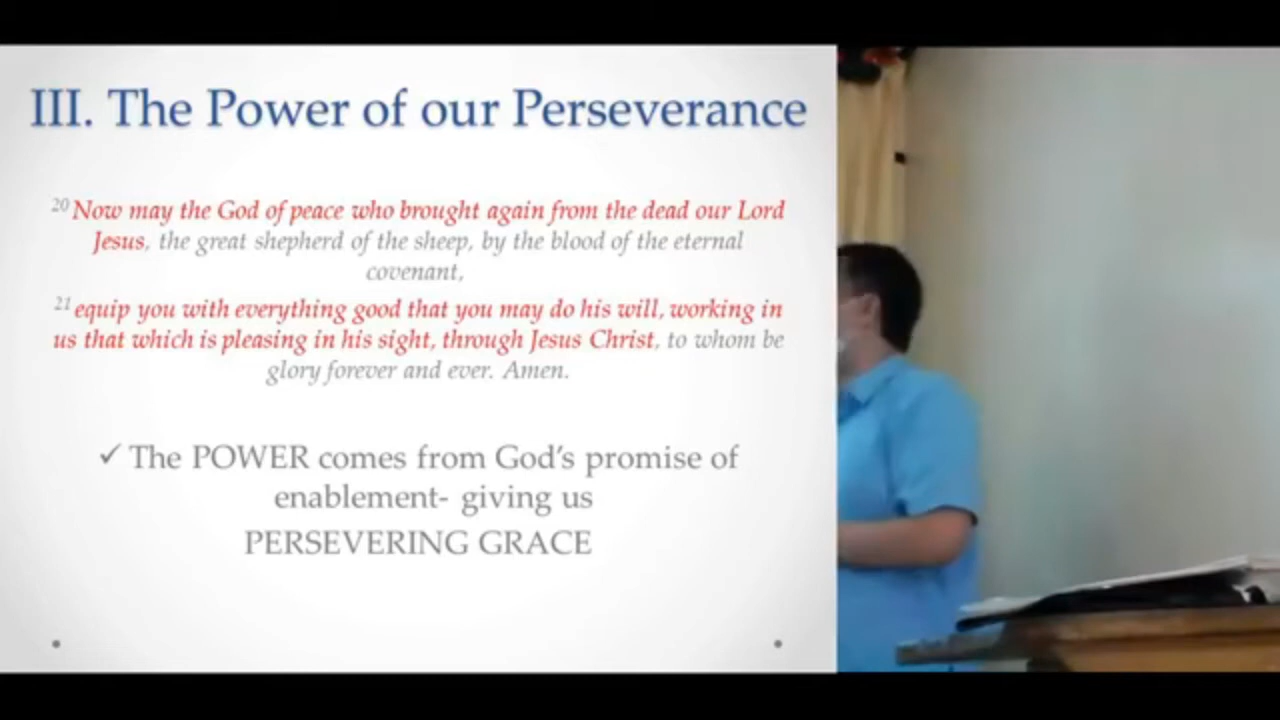 III. The Power of our Perseverance
20 Now may the God of peace who brought again from the dead our Lord
Jesus, the great shepherd of the sheep, by the blood of the eternal
covenant,
21 equip you with everything good that you may do his will, working in
us that which is pleasing in his sight, through Jesus Christ, to whom be
glory forever and ever. Amen.
✓ The POWER comes from God's promise of
enablement- giving us
PERSEVERING GRACE